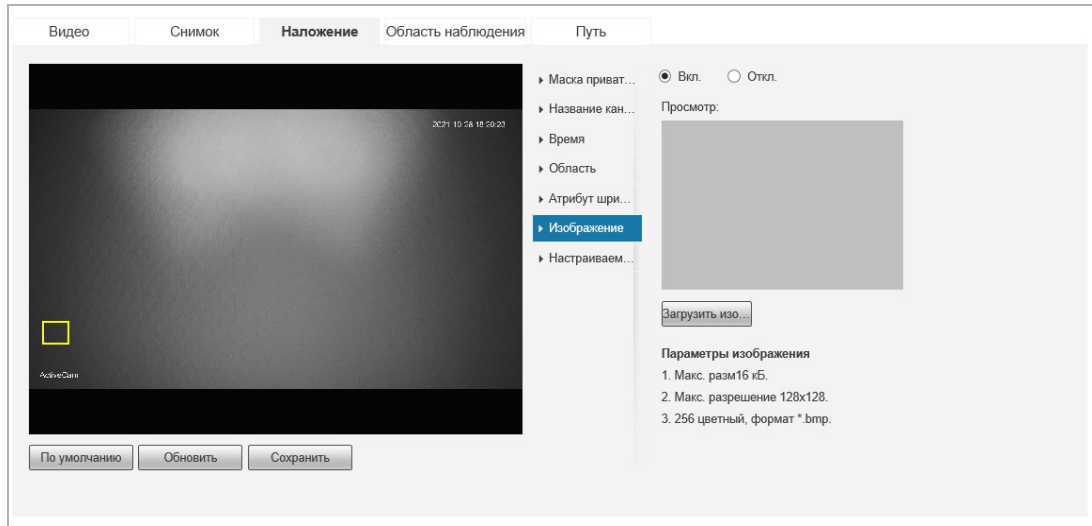 Видео Снимок Наложение Область наблюдения Путь
2021-10-28 18:20:23
ActiveCam
По умолчанию Обновить Сохранить
Маска приват...
Название кан...
Время
Область
Атрибут шри...
Изображение
Настраиваем...
Вкл. Откл.
Просмотр:
Загрузить изо...
Параметры изображения
1. Макс. разм16 кБ.
2. Макс. разрешение 128x128.
3. 256 цветный, формат *.bmp.